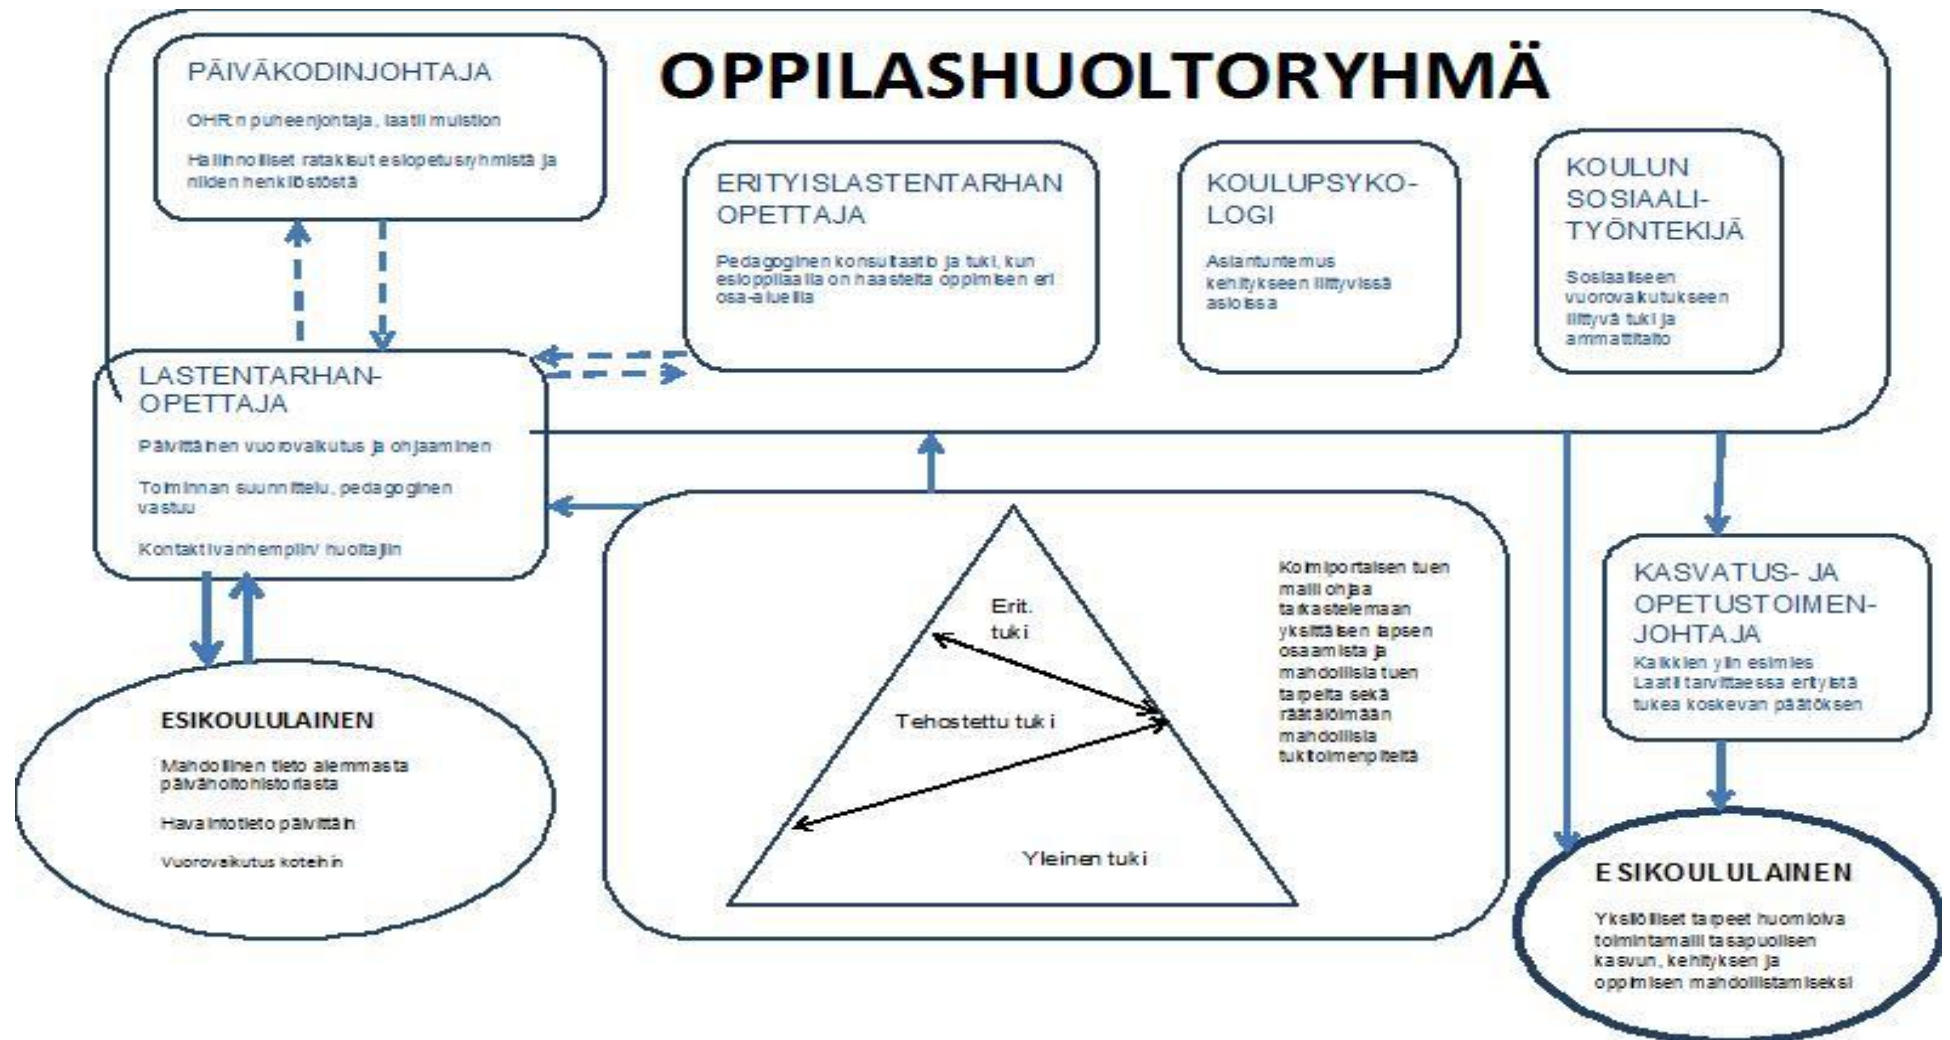 OPPILASHUOLTORYHMÄ
PÄIVÄKODINJOHTAJA
OHR:n puheenjohtaja, laatii muistion
Hallinnolliset ratakisut esiopetusryhmistä ja
niiden henkilöstöstä
ERITYISLASTENTARHAN
OPETTAJA
Pedagoginen konsultaatio ja tuki, kun
esioppilaalla on haasteita oppimisen eri
osa-alueilla
KOULUPSYKO-
LOGI
Asiantuntemus
kehitykseen liittyvissä
asioissa
KOULUN
SOSIAALI-
TYÖNTEKIJÄ
Sosiaaliseen
vuorovaikutukseen
liittyvä tuki ja
ammattitaito
LASTENTARHAN-
OPETTAJA
Päivittäinen vuorovaikutus ja ohjaaminen
Toiminnan suunnittelu, pedagoginen
vastuu
Kontakti vanhempiin/ huoltajiin
ESIKOULULAINEN
Mahdollinen tieto aiemmasta
päivähoitohistoriasta
Havaintotieto päivittäin
Vuorovaikutus koteihin
Erit.
tuki
Tehostettu tuki
Yleinen tuki
Kolmiportaisen tuen
malli ohjaa
tarkastelemaan
yksittäisen lapsen
osaamista ja
mahdollisia tuen
tarpeita sekä
räätälöimään
mahdollisia
tukitoimenpiteitä
KASVATUS- JA
OPETUSTOIMEN-
JOHTAJA
Kaikkien ylin esimies
Laatii tarvittaessa erityistä
tukea koskevan päätöksen
ESIKOULULAINEN
Yksilölliset tarpeet huomioiva
toimintamalli tasapuolisen
kasvun, kehityksen ja
oppimisen mahdollistamiseksi